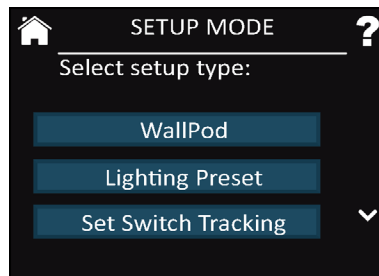 SETUP MODE
?
Select setup type:
WallPod
Lighting Preset
Set Switch Tracking